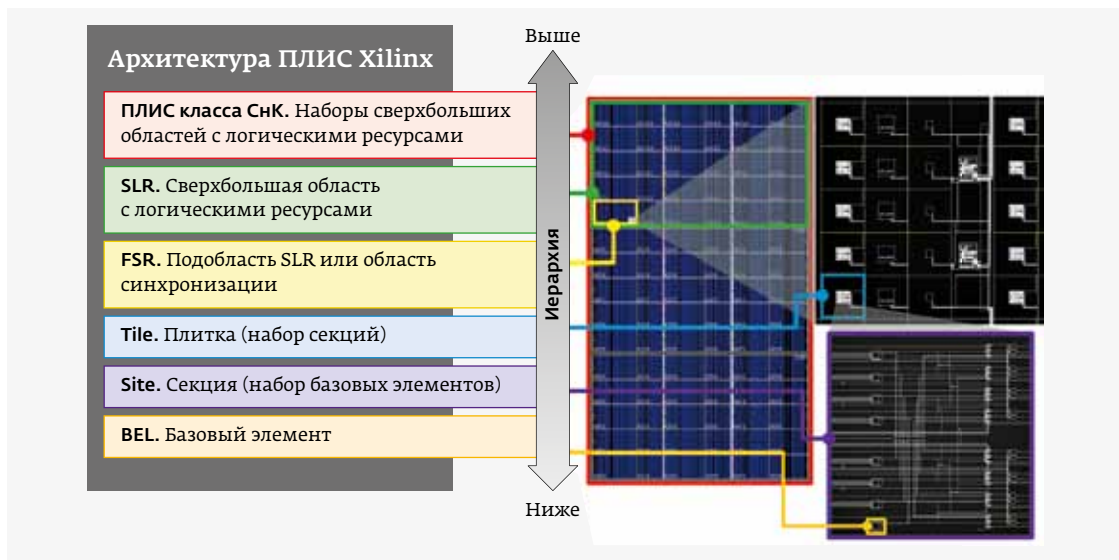 Архитектура ПЛИС Xilinx
Выше
ПЛИС класса СнК. Наборы сверхбольших
областей с логическими ресурсами
SLR. Сверхбольшая область
с логическими ресурсами
FSR. Подобласть SLR или область
синхронизации
Tile. Плитка (набор секций)
Site. Секция (набор базовых элементов)
BEL. Базовый элемент
Иерархия
Ниже